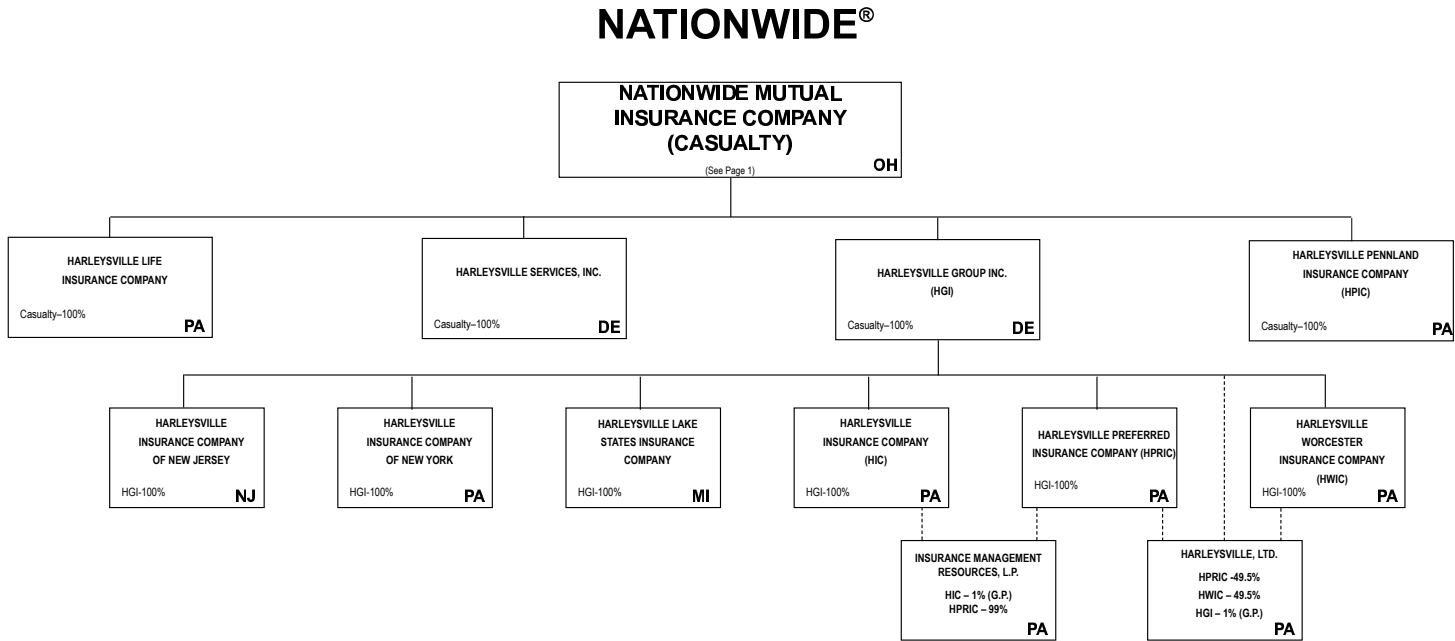 NATIONWIDE®
NATIONWIDE MUTUAL
INSURANCE COMPANY
(CASUALTY)
(See Page 1)
OH
HARLEYSVILLE LIFE
INSURANCE COMPANY
Casualty–100%
PA
HARLEYSVILLE SERVICES, INC.
Casualty–100%
DE
HARLEYSVILLE GROUP INC.
(HGI)
Casualty–100%
DE
HARLEYSVILLE PENNLAND
INSURANCE COMPANY
(HPIC)
Casualty–100%
PA
HARLEYSVILLE
INSURANCE COMPANY
OF NEW JERSEY
HGI-100%
NJ
HARLEYSVILLE
INSURANCE COMPANY
OF NEW YORK
HGI-100%
PA
HARLEYSVILLE LAKE
STATES INSURANCE
COMPANY
HGI-100%
MI
HARLEYSVILLE
INSURANCE COMPANY
(HIC)
HGI-100%
PA
HARLEYSVILLE PREFERRED
INSURANCE COMPANY (HPRIC)
HGI-100%
PA
HARLEYSVILLE
WORCESTER
INSURANCE COMPANY
(HWIC)
HGI-100%
PA
INSURANCE MANAGEMENT
RESOURCES, L.P.
HIC – 1% (G.P.)
HPRIC – 99%
PA
HARLEYSVILLE, LTD.
HPRIC -49.5%
HWIC – 49.5%
HGI – 1% (G.P.)
PA